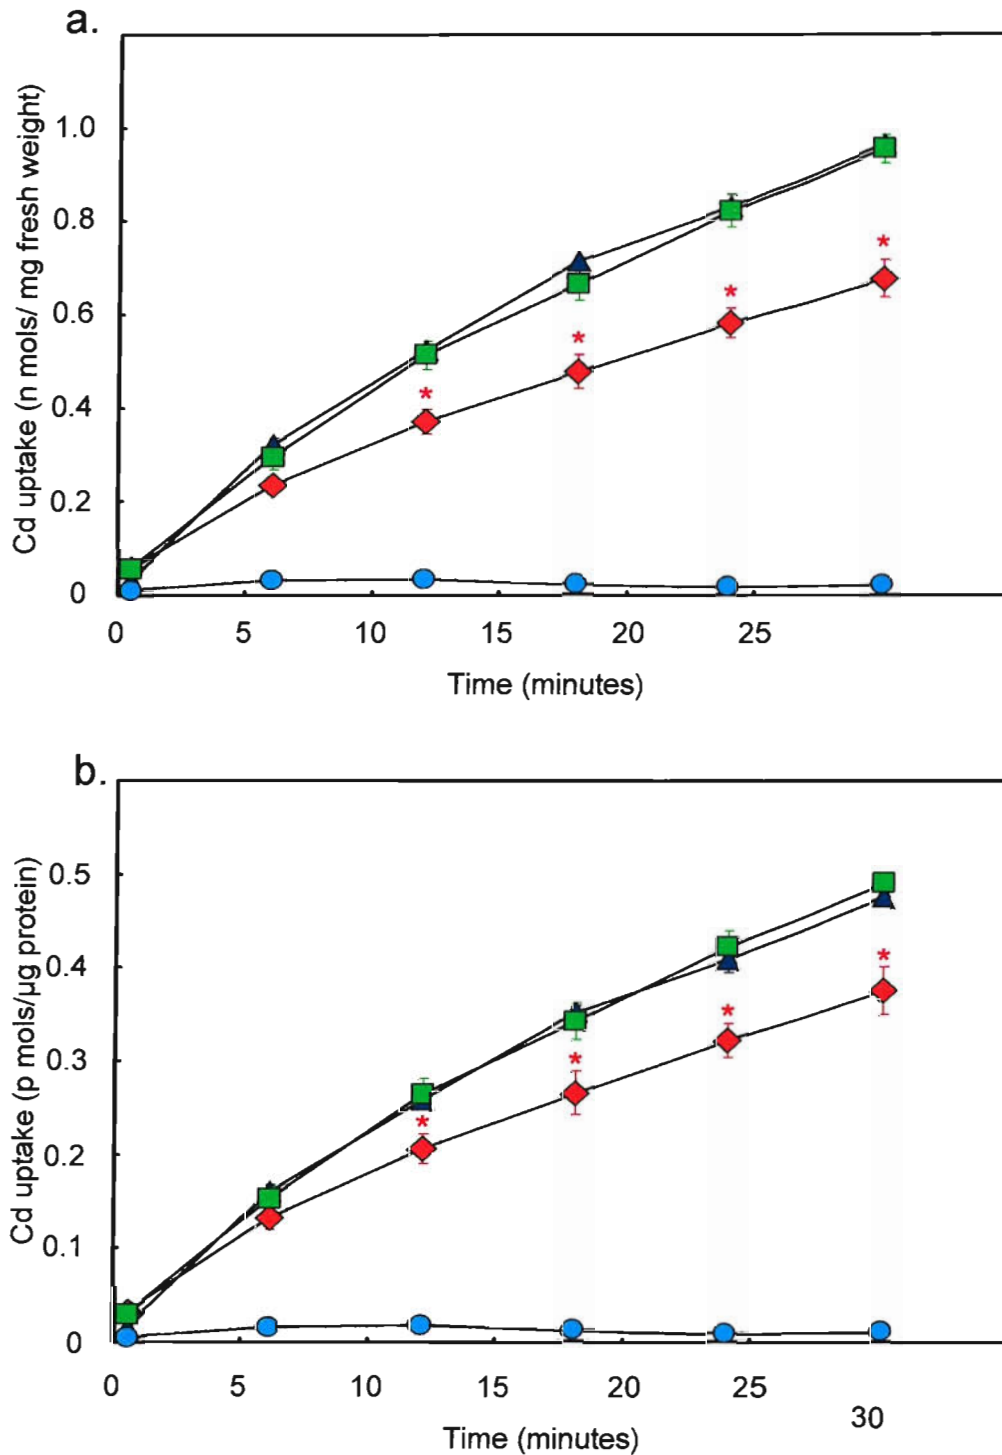 a.
Cd uptake (n mols/ mg fresh weight)
1.0
0.8
0.6
0.4
0.2
0
* * * *
0 5 10 15 20 25
Time (minutes)
b.
Cd uptake (p mols/µg protein)
0.5
0.4
0.3
0.2
0.1
0
* * * *
0 5 10 15 20 25
30
Time (minutes)